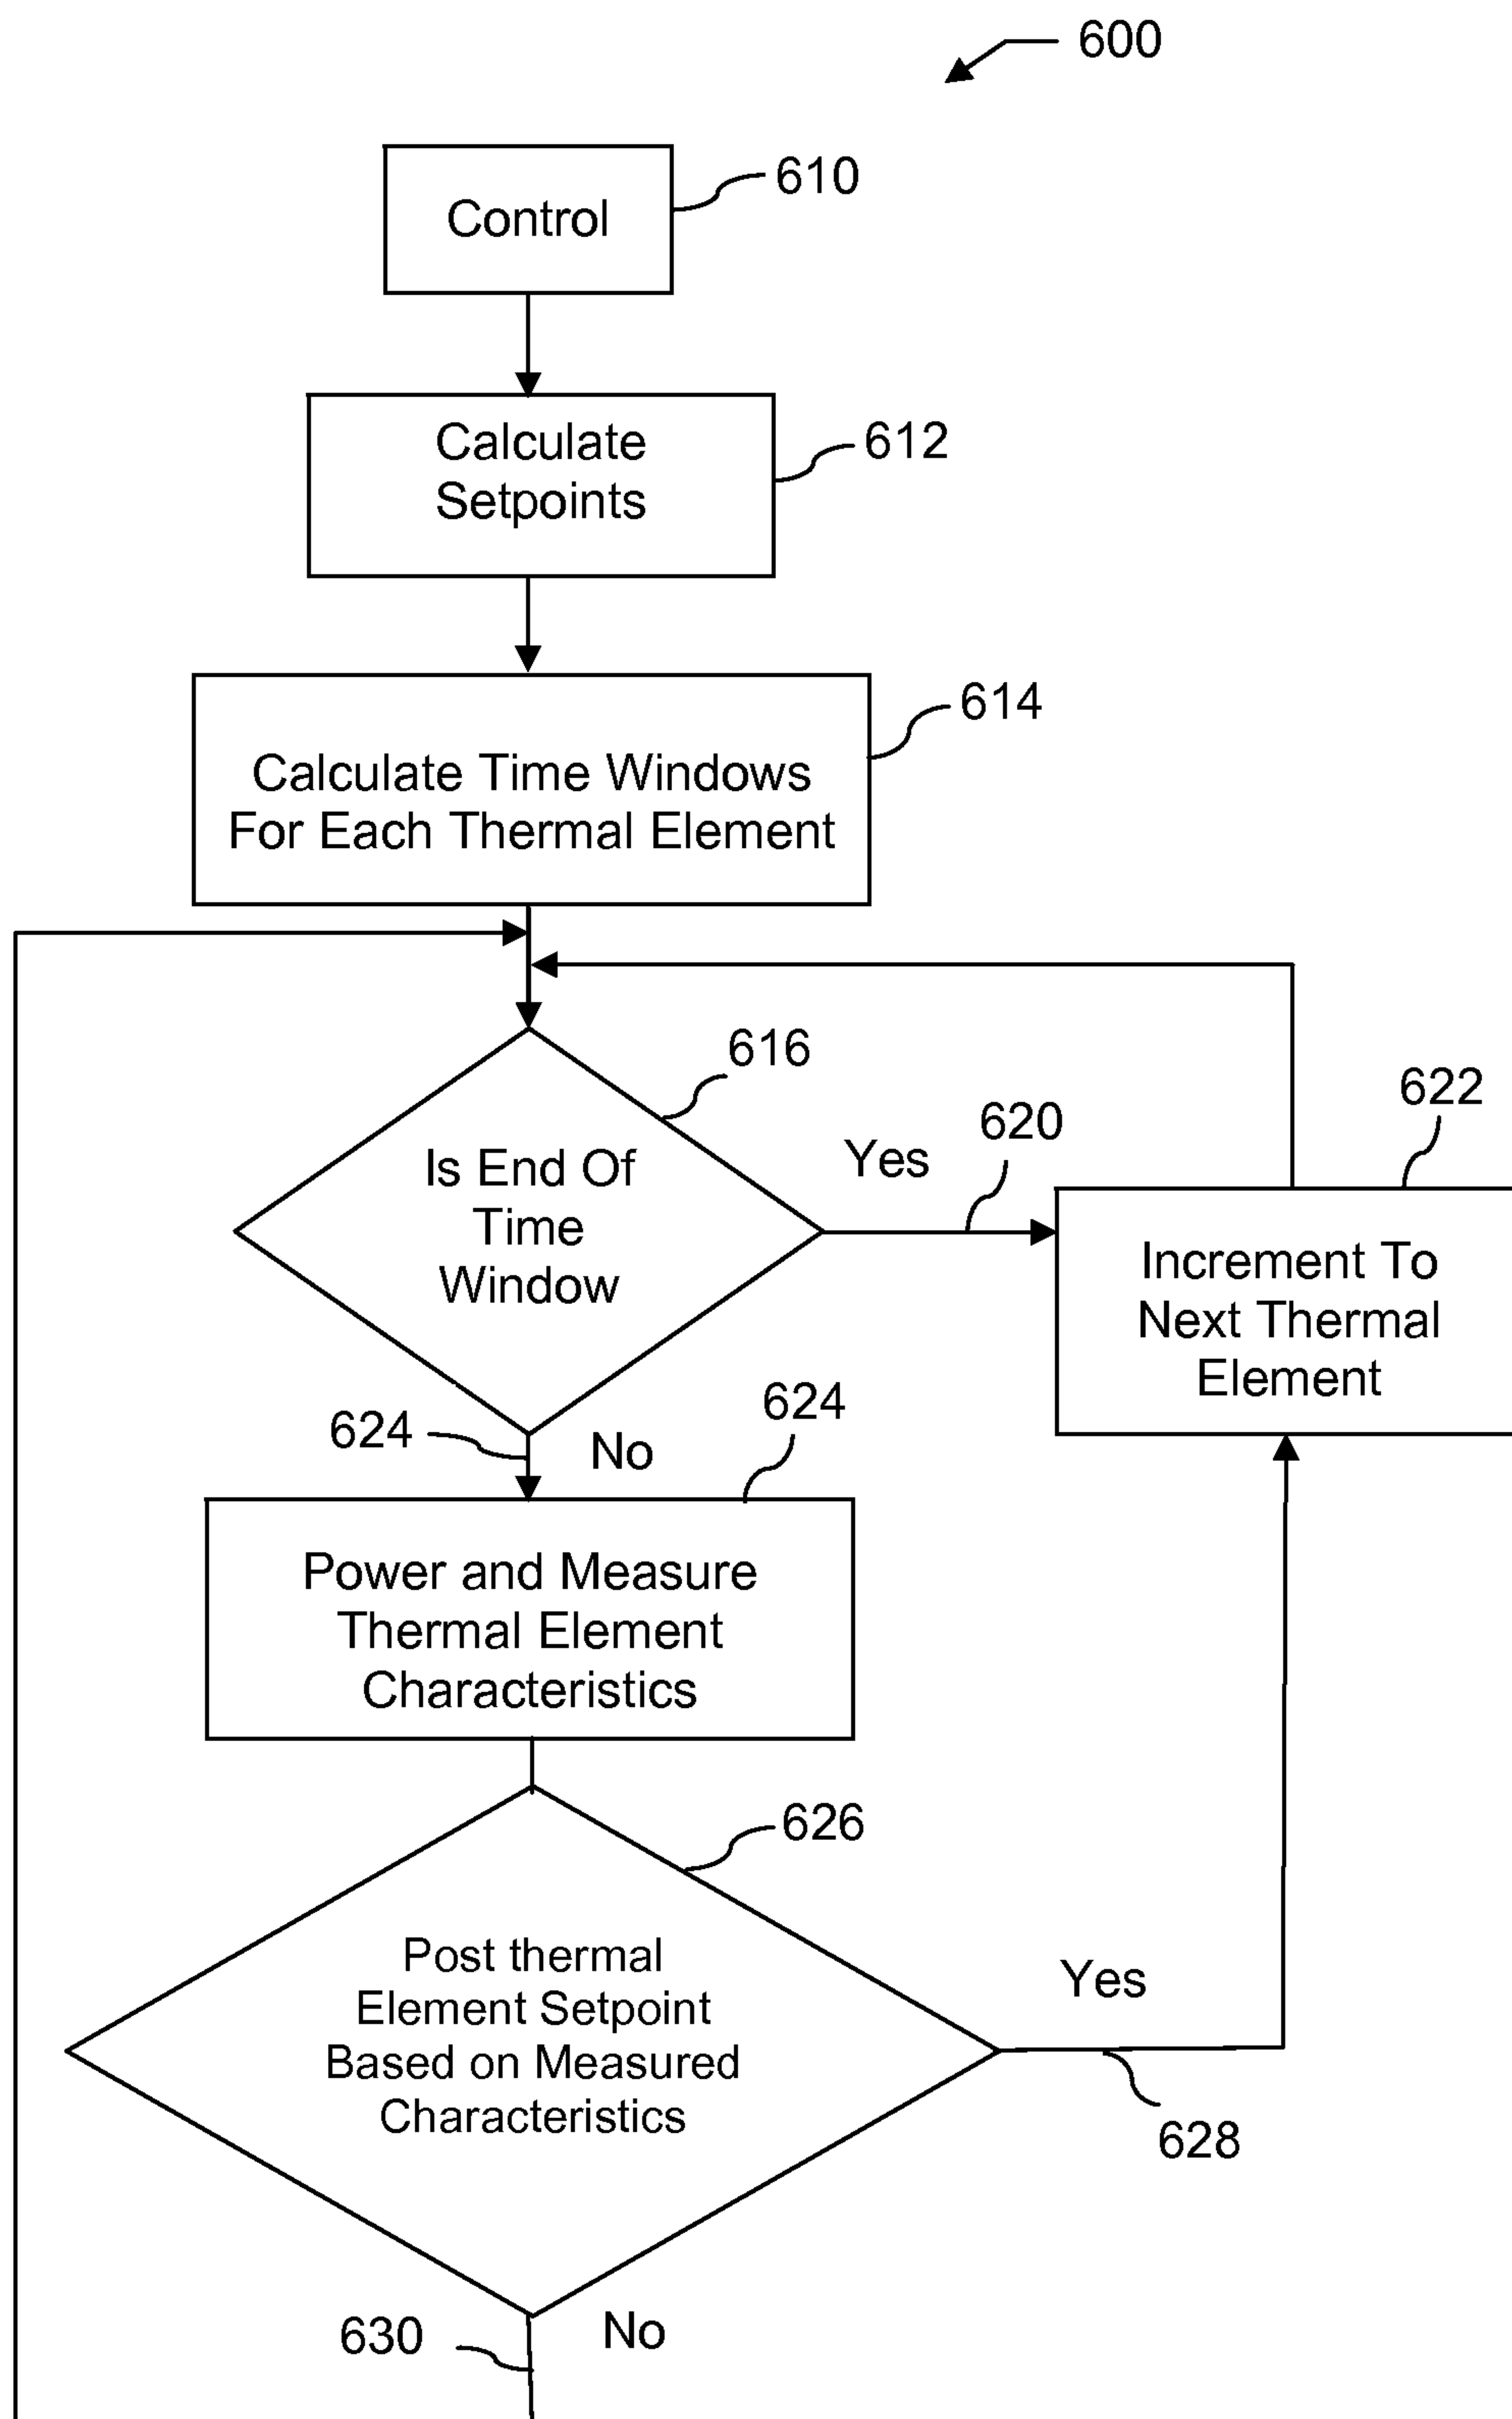 600
Control
610
Calculate
Setpoints
612
614
Calculate Time Windows
For Each Thermal Element
616
Is End Of
Time
Window
Yes
620
622
Increment To
Next Thermal
Element
624
No
624
Power and Measure
Thermal Element
Characteristics
626
Post thermal
Element Setpoint
Based on Measured
Characteristics
Yes
628
630
No